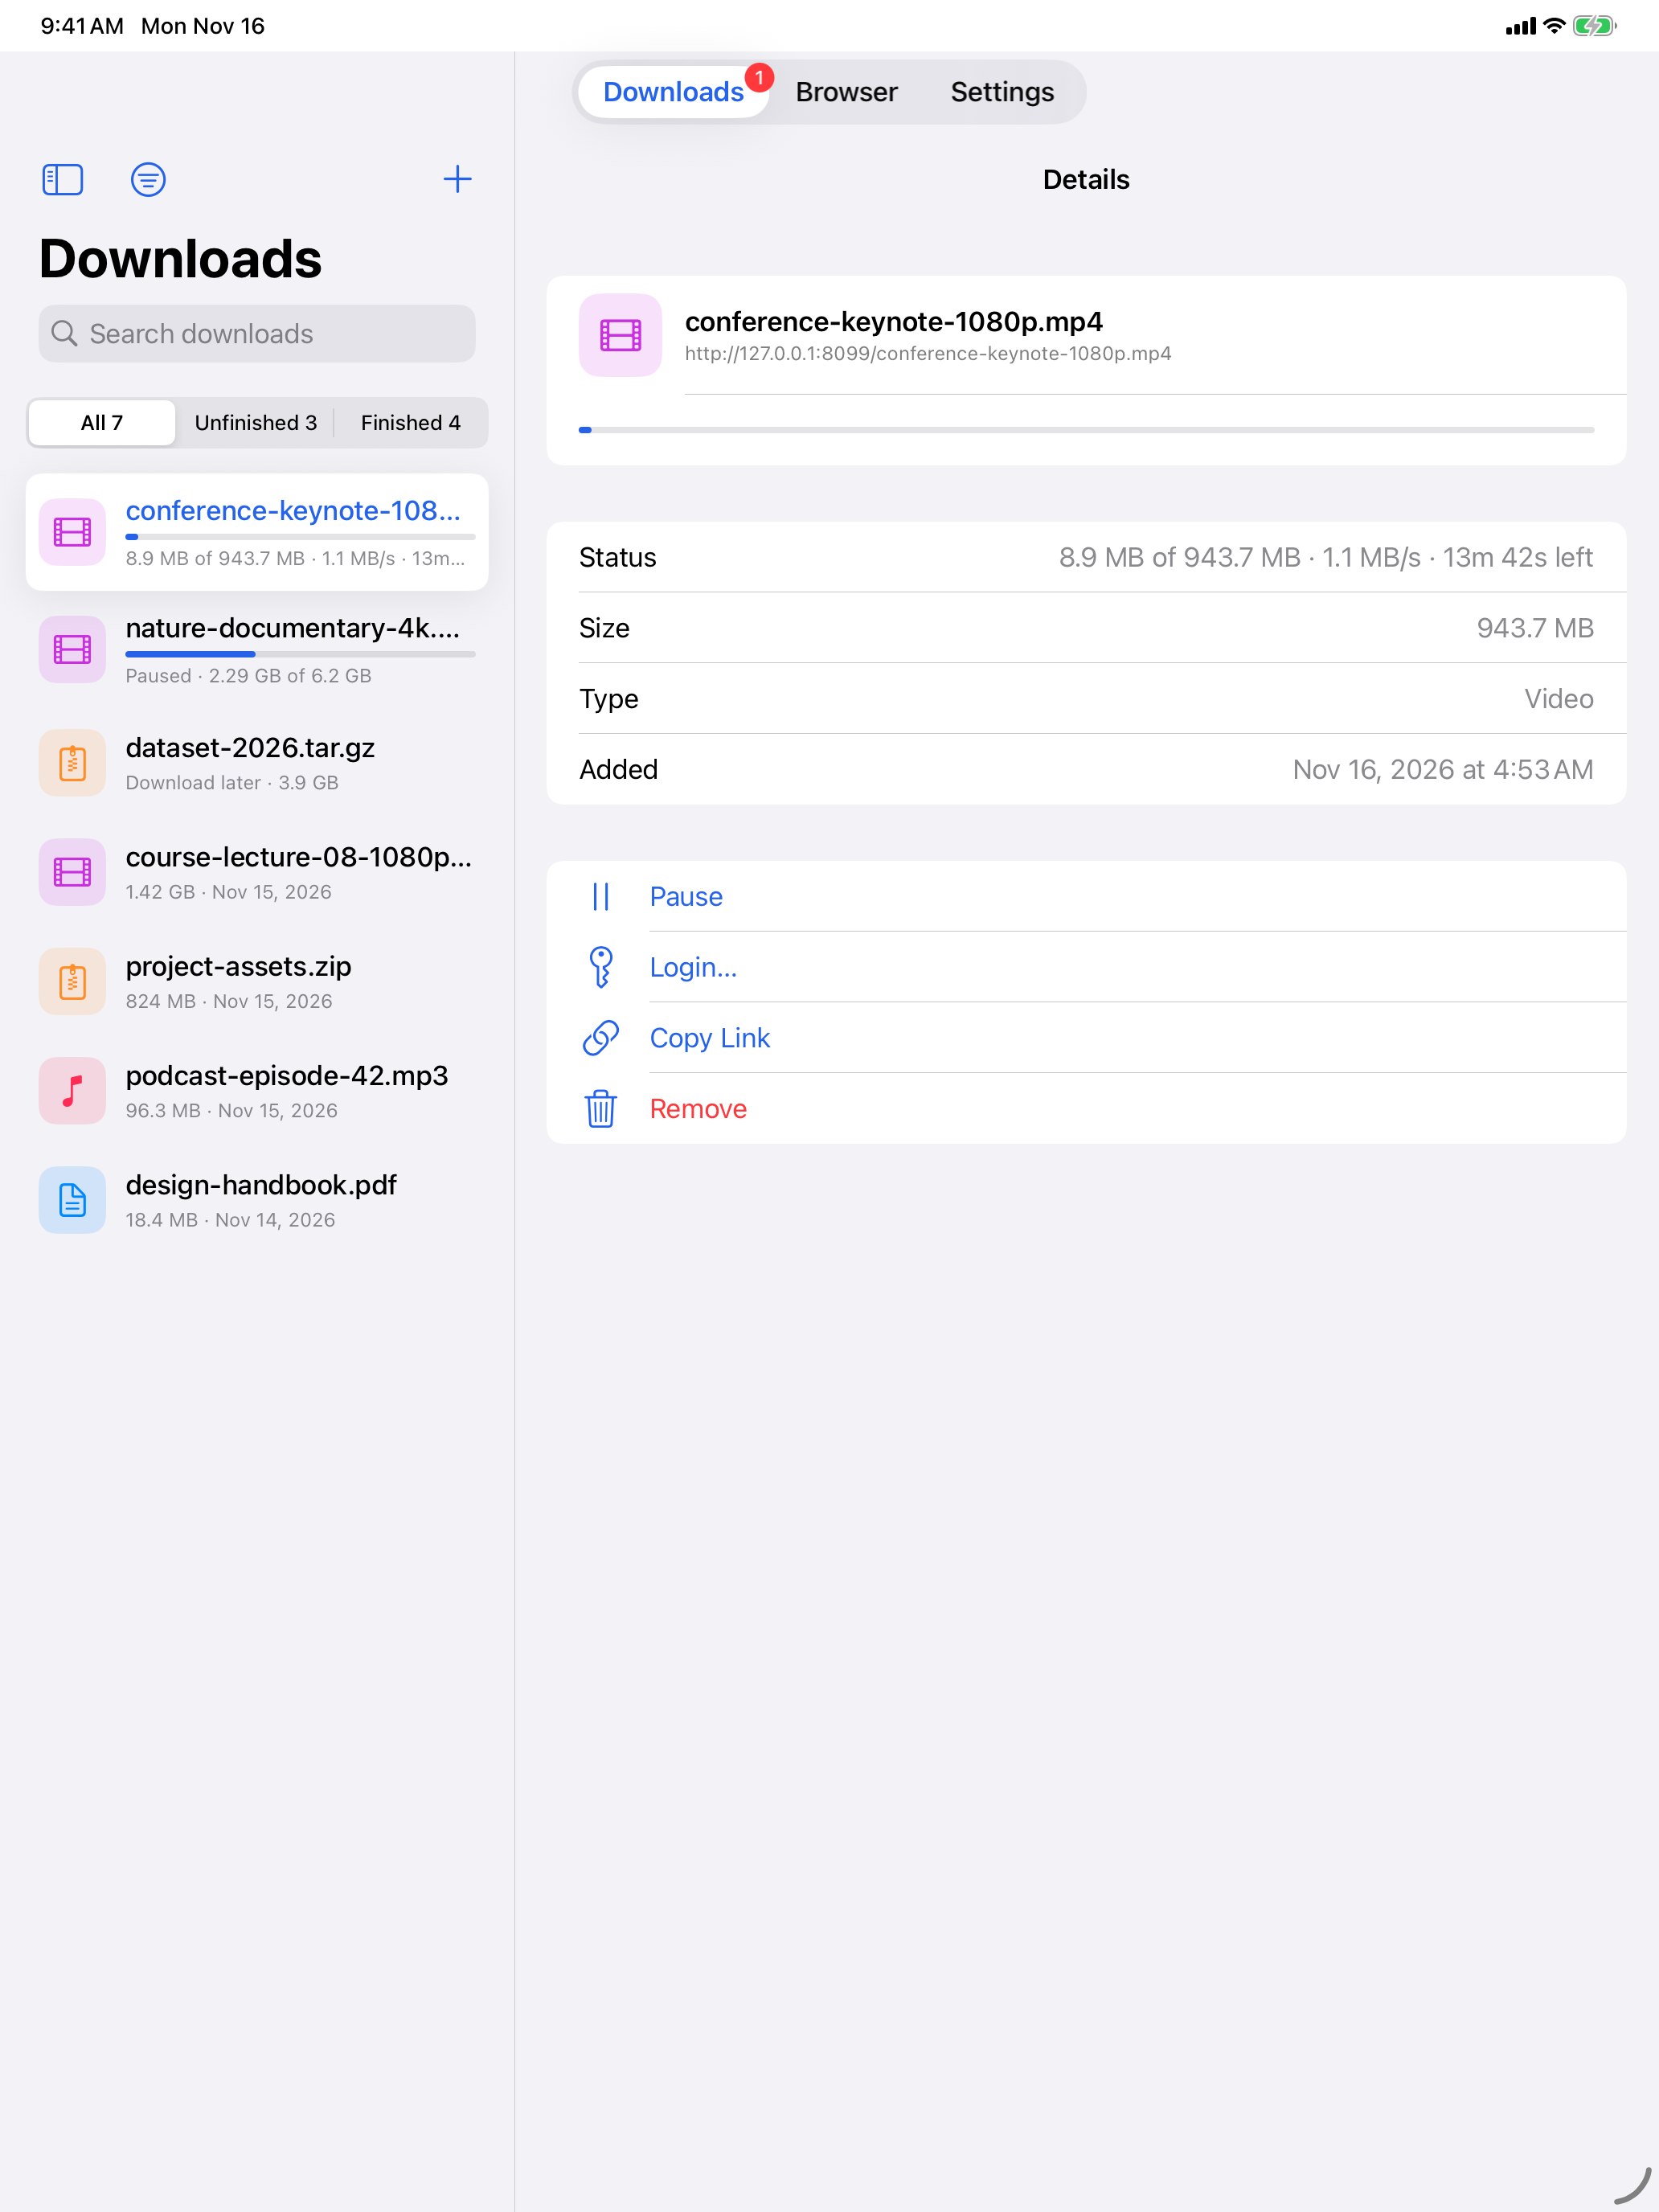 9:41 AM Mon Nov 16
Downloads 1
Browser
Settings
Downloads
Search downloads
All 7
Unfinished 3
Finished 4
conference-keynote-108...
8.9 MB of 943.7 MB · 1.1 MB/s · 13m...
nature-documentary-4k....
Paused · 2.29 GB of 6.2 GB
dataset-2026.tar.gz
Download later · 3.9 GB
course-lecture-08-1080p...
1.42 GB · Nov 15, 2026
project-assets.zip
824 MB · Nov 15, 2026
podcast-episode-42.mp3
96.3 MB · Nov 15, 2026
design-handbook.pdf
18.4 MB · Nov 14, 2026
Details
conference-keynote-1080p.mp4
http://127.0.0.1:8099/conference-keynote-1080p.mp4
Status 8.9 MB of 943.7 MB · 1.1 MB/s · 13m 42s left
Size 943.7 MB
Type Video
Added Nov 16, 2026 at 4:53 AM
Pause
Login...
Copy Link
Remove